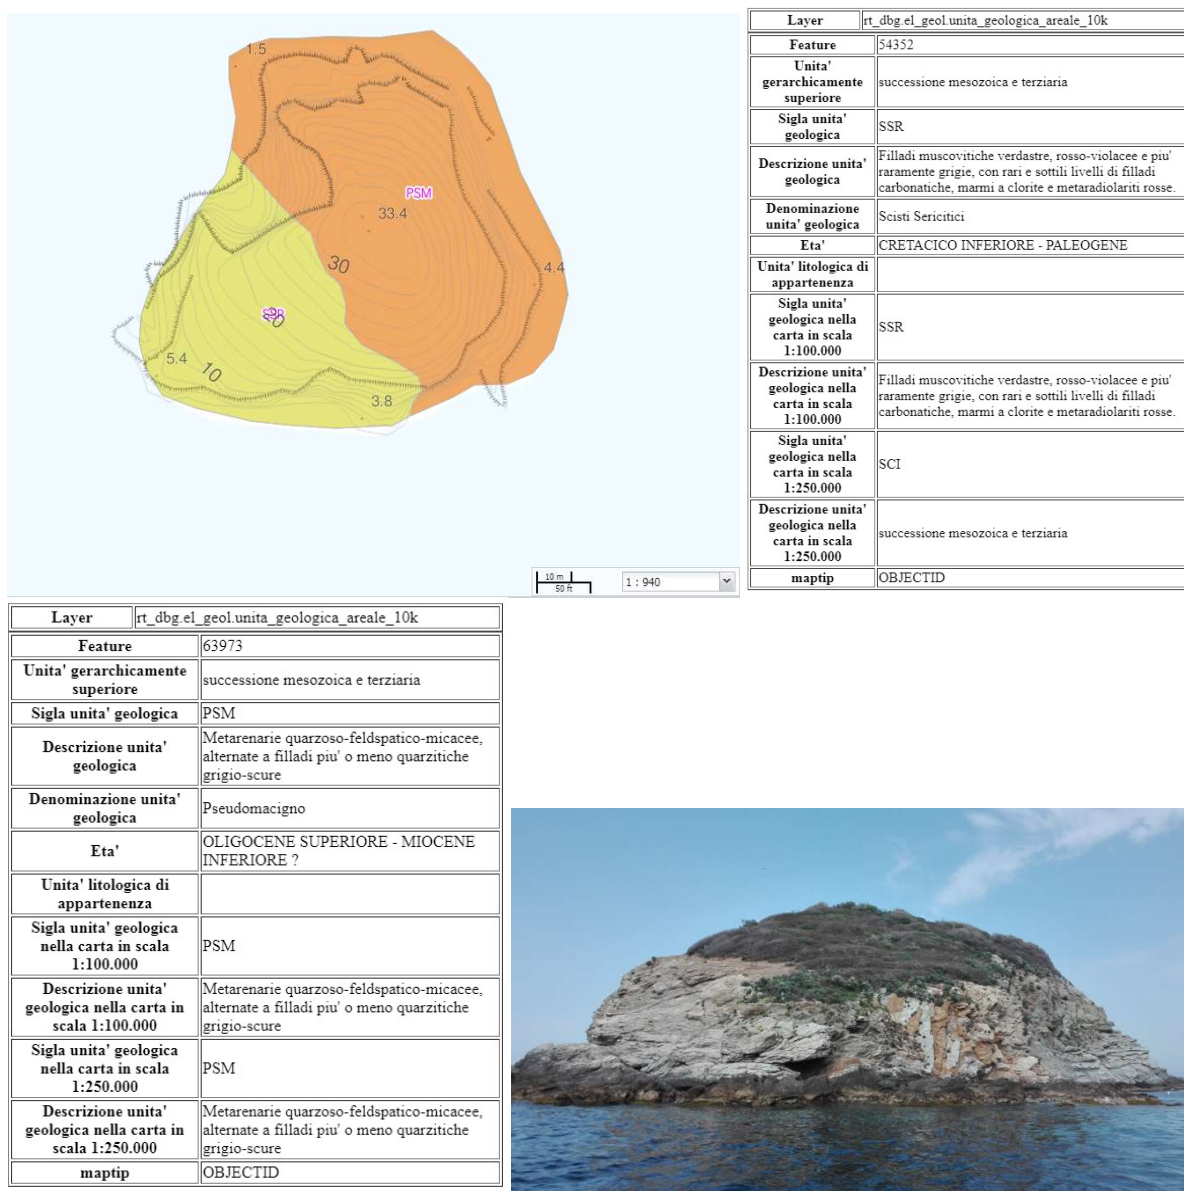 1.5
PSM
33.4
30
4.4
SSR
20
5.4
10
3.8
10 m
50 ft
1 : 940
Layer rt_dbg.el_geol.unita_geologica_areale_10k
Feature 54352
Unita'
gerarchicamente
superiore
successione mesozoica e terziaria
Sigla unita'
geologica
SSR
Descrizione unita'
geologica
Filladi muscovitiche verdastre, rosso-violacee e piu'
raramente grigie, con rari e sottili livelli di filladi
carbonatiche, marmi a clorite e metaradiolariti rosse.
Denominazione
unita' geologica
Scisti Sericitici
Eta' CRETACICO INFERIORE - PALEOGENE
Unita' litologica di
appartenenza
Sigla unita'
geologica nella
carta in scala
1:100.000
SSR
Descrizione unita'
geologica nella
carta in scala
1:100.000
Filladi muscovitiche verdastre, rosso-violacee e piu'
raramente grigie, con rari e sottili livelli di filladi
carbonatiche, marmi a clorite e metaradiolariti rosse.
Sigla unita'
geologica nella
carta in scala
1:250.000
SCI
Descrizione unita'
geologica nella
carta in scala
1:250.000
successione mesozoica e terziaria
maptip OBJECTID
Layer rt_dbg.el_geol.unita_geologica_areale_10k
Feature 63973
Unita' gerarchicamente
superiore
successione mesozoica e terziaria
Sigla unita' geologica PSM
Descrizione unita'
geologica
Metarenarie quarzoso-feldspatico-micacee,
alternate a filladi piu' o meno quarzitiche
grigio-scure
Denominazione unita'
geologica
Pseudomacigno
Eta'
OLIGOCENE SUPERIORE - MIOCENE
INFERIORE ?
Unita' litologica di
appartenenza
Sigla unita' geologica
nella carta in scala
1:100.000
PSM
Descrizione unita'
geologica nella carta in
scala 1:100.000
Metarenarie quarzoso-feldspatico-micacee,
alternate a filladi piu' o meno quarzitiche
grigio-scure
Sigla unita' geologica
nella carta in scala
1:250.000
PSM
Descrizione unita'
geologica nella carta in
scala 1:250.000
Metarenarie quarzoso-feldspatico-micacee,
alternate a filladi piu' o meno quarzitiche
grigio-scure
maptip OBJECTID